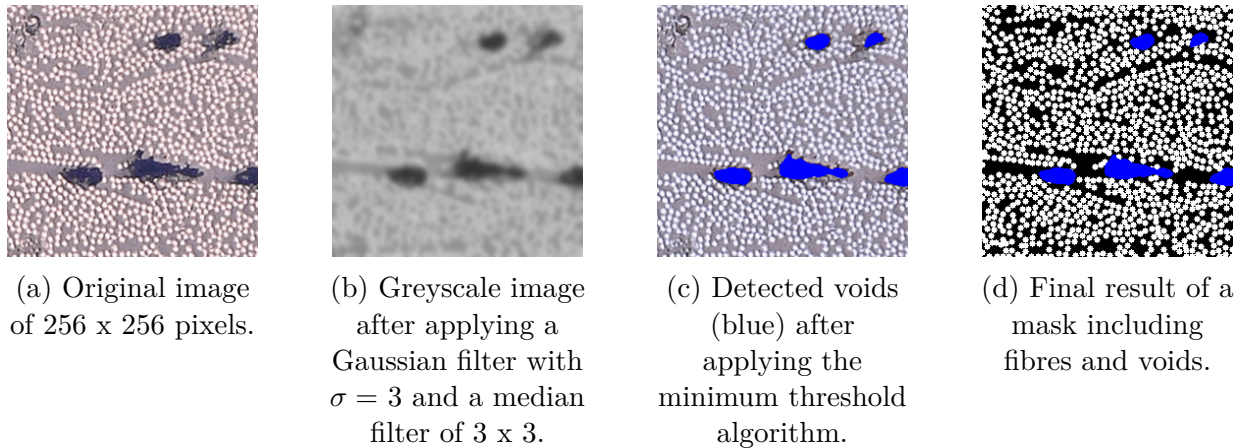 (a) Original image
of 256 x 256 pixels.
(b) Greyscale image
after applying a
Gaussian filter with
σ = 3 and a median
filter of 3 x 3.
(c) Detected voids
(blue) after
applying the
minimum threshold
algorithm.
(d) Final result of a
mask including
fibres and voids.